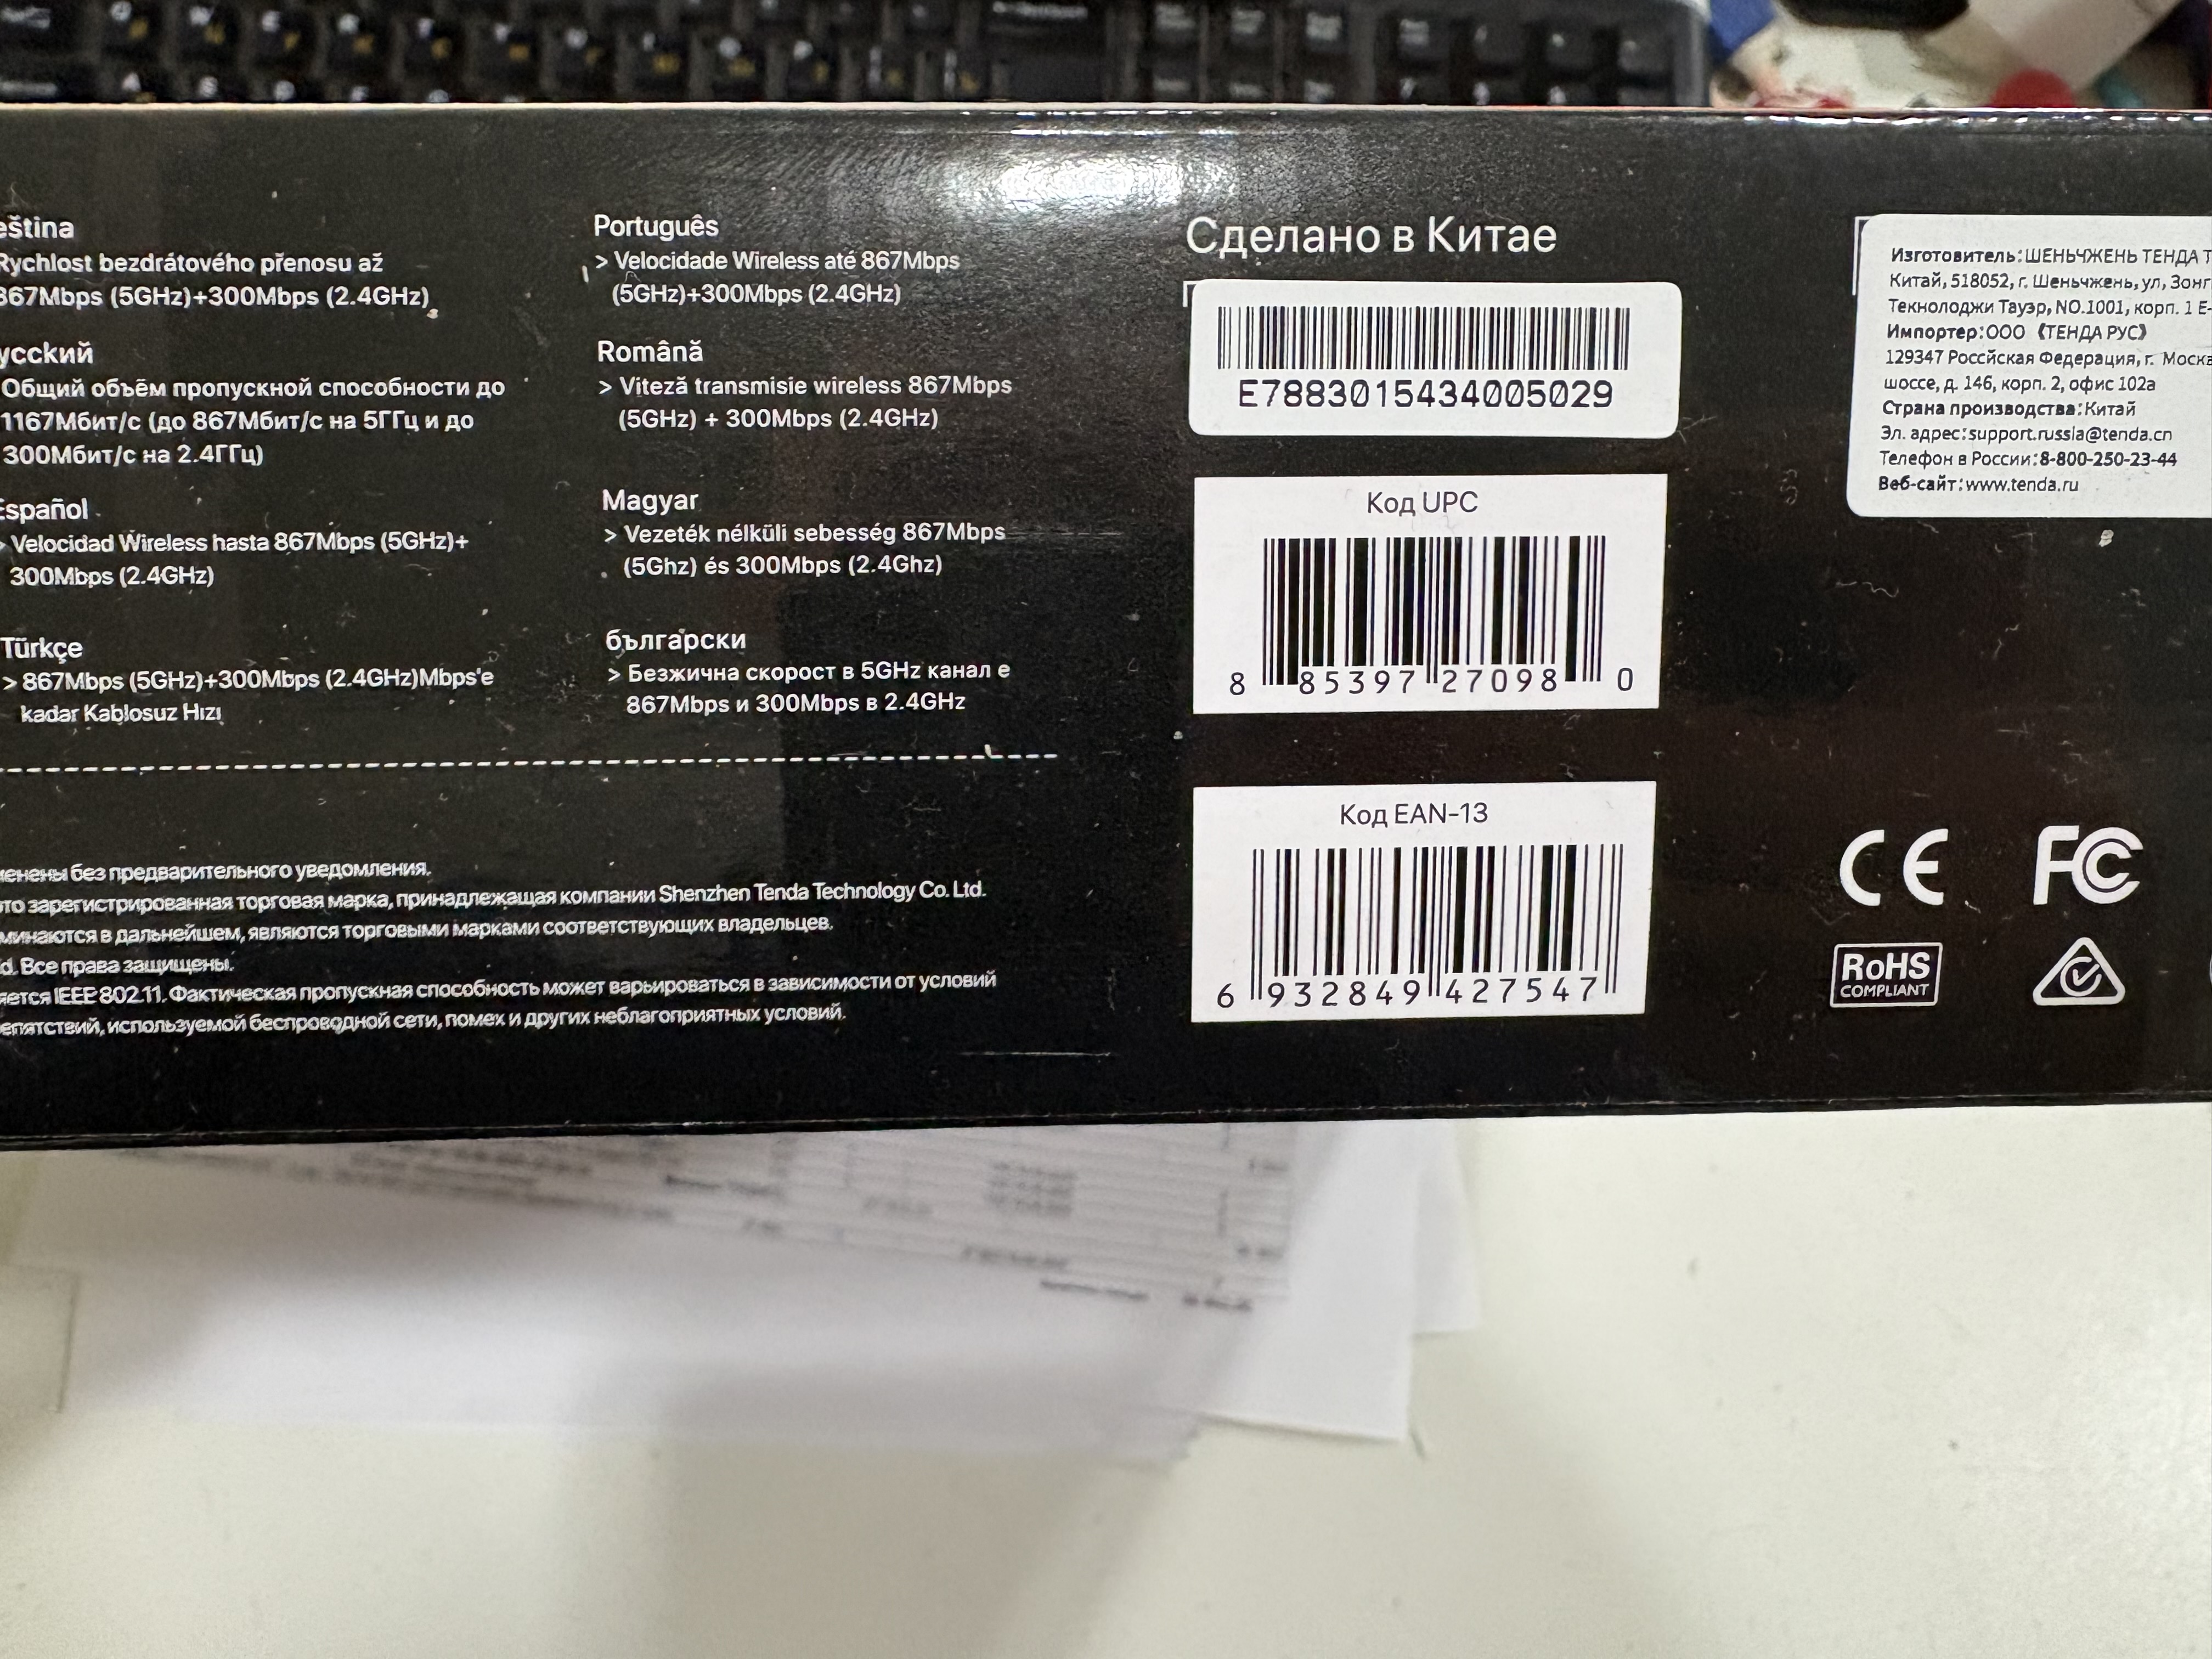 eština
Rychlost bezdrátového přenosu až
867Mbps (5GHz)+300Mbps (2.4GHz)
усский
Общий объём пропускной способности до
1167Мбит/с (до 867Мбит/с на 5ГГц и до
300Мбит/с на 2.4ГГц)
Español
> Velocidad Wireless hasta 867Mbps (5GHz)+
300Mbps (2.4GHz)
Türkçe
> 867Mbps (5GHz)+300Mbps (2.4GHz)Mbps'e
kadar Kablosuz Hızı
Português
> Velocidade Wireless até 867Mbps
(5GHz)+300Mbps (2.4GHz)
Română
> Viteză transmisie wireless 867Mbps
(5GHz) + 300Mbps (2.4GHz)
Magyar
> Vezeték nélküli sebesség 867Mbps
(5Ghz) és 300Mbps (2.4Ghz)
български
> Безжична скорост в 5GHz канал е
867Mbps и 300Mbps в 2.4GHz
менены без предварительного уведомления.
это зарегистрированная торговая марка, принадлежащая компании Shenzhen Tenda Technology Co. Ltd.
минаются в дальнейшем, являются торговыми марками соответствующих владельцев.
d. Все права защищены.
яется IEEE 802.11. Фактическая пропускная способность может варьироваться в зависимости от условий
епятствий, используемой беспроводной сети, помех и других неблагоприятных условий.
Сделано в Китае
E7883015434005029
Код UPC
8 85397 27098 0
Код EAN-13
6 932849 427547
Изготовитель:ШЕНЬЧЖЕНЬ ТЕНДА Т
Китай, 518052, г. Шеньчжень, ул, Зонг
Текнолоджи Тауэр, NO.1001, корп. 1 E-
Импортер:ООО 《ТЕНДА РУС》
129347 Россйская Федерация, г. Моск
шоссе, д. 146, корп. 2, офис 102а
Страна производства:Китай
Эл. адрес:support.russia@tenda.cn
Телефон в России:8-800-250-23-44
Веб-сайт:www.tenda.ru
CE FC
RoHS
COMPLIANT